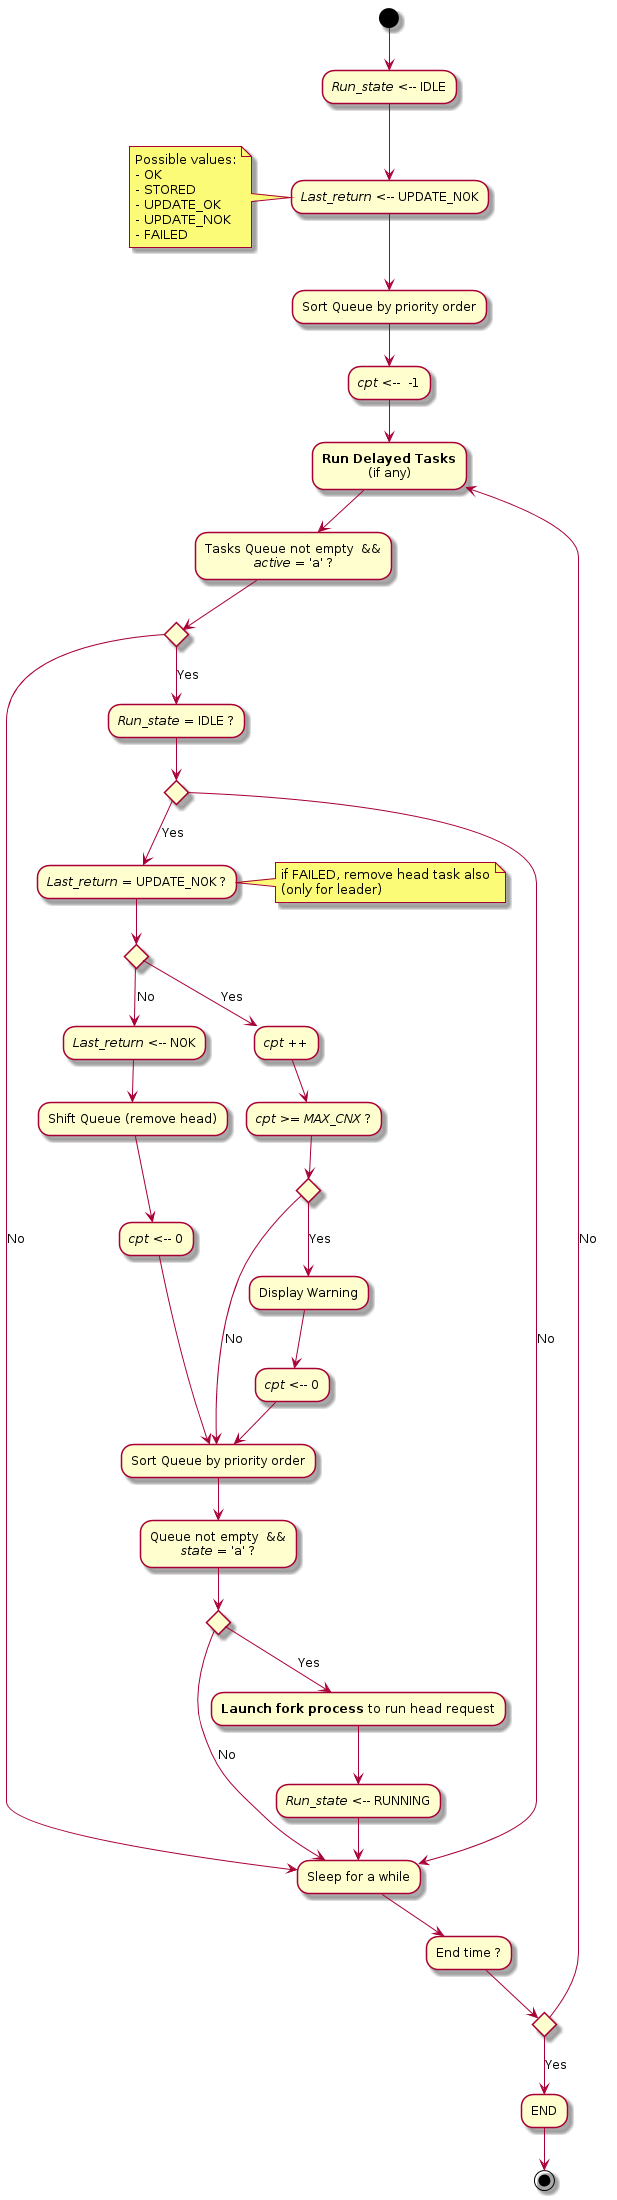 Run_state <-- IDLE
Possible values:
- OK
- STORED
- UPDATE_OK
- UPDATE_NOK
- FAILED
Last_return <-- UPDATE_NOK
Sort Queue by priority order
cpt <--  -1
Run Delayed Tasks
(if any)
Tasks Queue not empty  &&
active = 'a' ?
Yes
Run_state = IDLE ?
Yes
Last_return = UPDATE_NOK ?
if FAILED, remove head task also
(only for leader)
No
Yes
Last_return <-- NOK
cpt ++
Shift Queue (remove head)
cpt >= MAX_CNX ?
No
cpt <-- 0
Yes
No
Display Warning
No
No
cpt <-- 0
Sort Queue by priority order
Queue not empty  &&
state = 'a' ?
Yes
Launch fork process to run head request
No
Run_state <-- RUNNING
Sleep for a while
End time ?
Yes
END